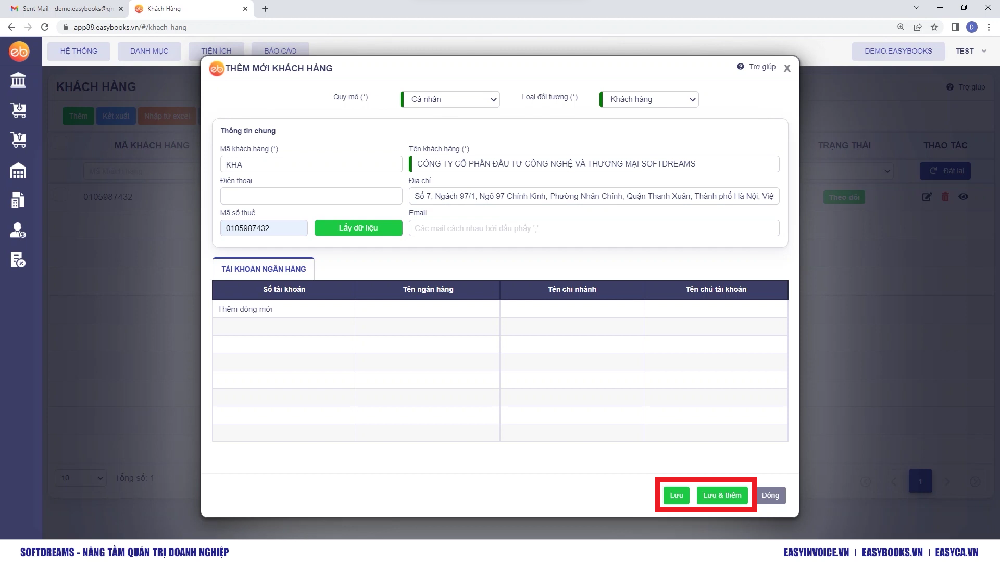 Sent Mail - demo.easybooks@gm
Khách Hàng
app88.easybooks.vn/#/khach-hang
D
eb
HỆ THỐNG
DANH MỤC
TIỆN ÍCH
BÁO CÁO
DEMO.EASYBOOKS
TEST
KHÁCH HÀNG
Trợ giúp
Thêm
Kết xuất
Nhập từ excel
MÃ KHÁCH HÀNG
TRẠNG THÁI
THAO TÁC
Mã khách hàng
Đặt lại
0105987432
Theo dõi
10
Tổng số: 1
1
eb
THÊM MỚI KHÁCH HÀNG
Trợ giúp
X
Quy mô (*)
Cá nhân
Loại đối tượng (*)
Khách hàng
Thông tin chung
Mã khách hàng (*)
Tên khách hàng (*)
KHA
CÔNG TY CỔ PHẦN ĐẦU TƯ CÔNG NGHỆ VÀ THƯƠNG MẠI SOFTDREAMS
Điện thoại
Địa chỉ
Số 7, Ngách 97/1, Ngõ 97 Chính Kinh, Phường Nhân Chính, Quận Thanh Xuân, Thành phố Hà Nội, Việ
Mã số thuế
Email
0105987432
Lấy dữ liệu
Các mail cách nhau bởi dấu phẩy ','
TÀI KHOẢN NGÂN HÀNG
Số tài khoản
Tên ngân hàng
Tên chi nhánh
Tên chủ tài khoản
Thêm dòng mới
Lưu
Lưu & thêm
Đóng
SOFTDREAMS - NÂNG TẦM QUẢN TRỊ DOANH NGHIỆP
EASYINVOICE.VN | EASYBOOKS.VN | EASYCA.VN